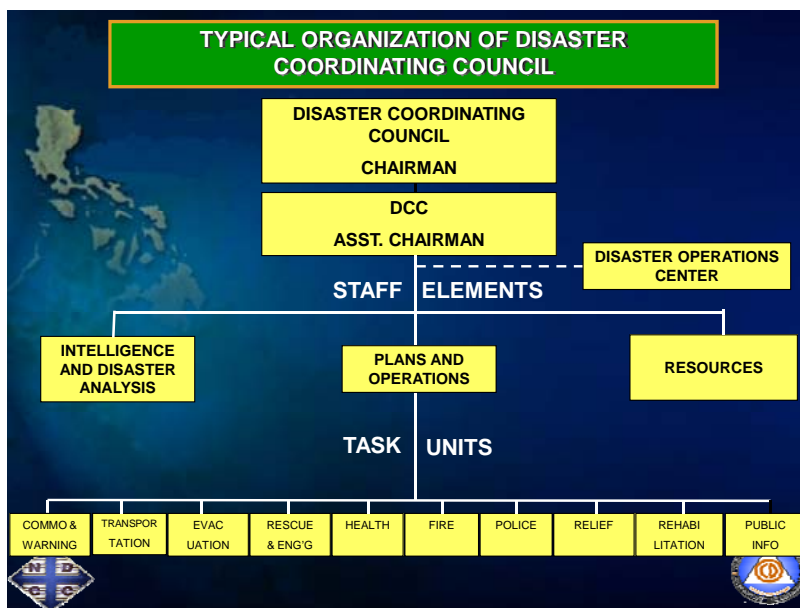 TYPICAL ORGANIZATION OF DISASTER
COORDINATING COUNCIL
DISASTER COORDINATING
COUNCIL
CHAIRMAN
DCC
ASST. CHAIRMAN
DISASTER OPERATIONS
CENTER
STAFF ELEMENTS
INTELLIGENCE
AND DISASTER
ANALYSIS
PLANS AND
OPERATIONS
RESOURCES
TASK UNITS
COMMO &
WARNING
TRANSPOR
TATION
EVAC
UATION
RESCUE
& ENG'G
HEALTH
FIRE
POLICE
RELIEF
REHABI
LITATION
PUBLIC
INFO
N D
C C